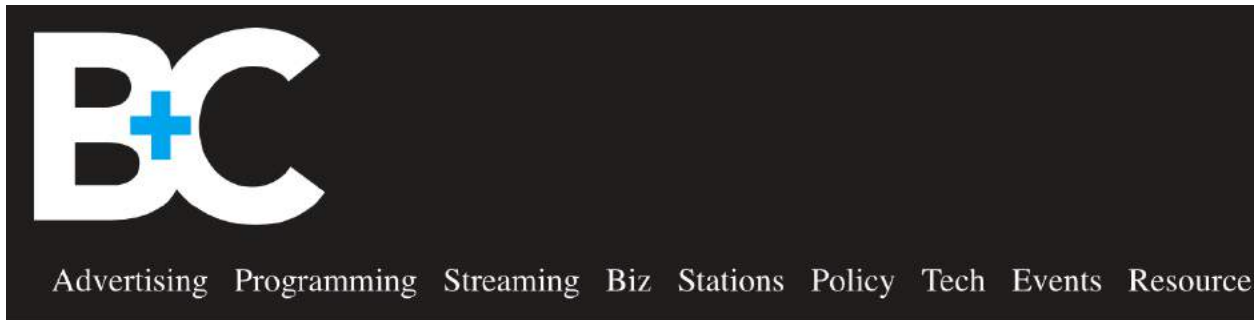 B+C
Advertising Programming Streaming Biz Stations Policy Tech Events Resource